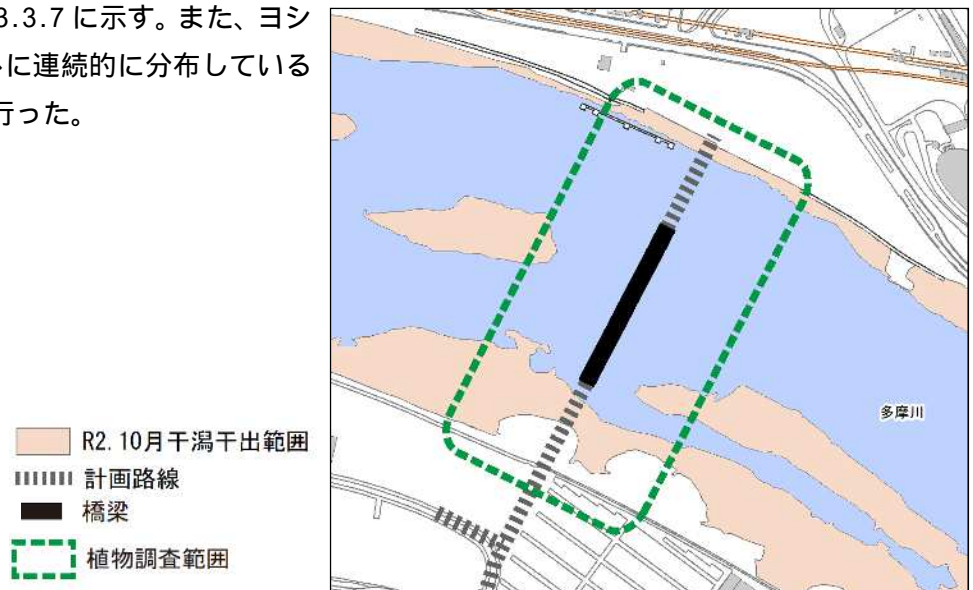 3.3.7 に示す。また、ヨシ
に連続的に分布している
行った。
多摩川
R2.10月干潟干出範囲
計画路線
橋梁
植物調査範囲